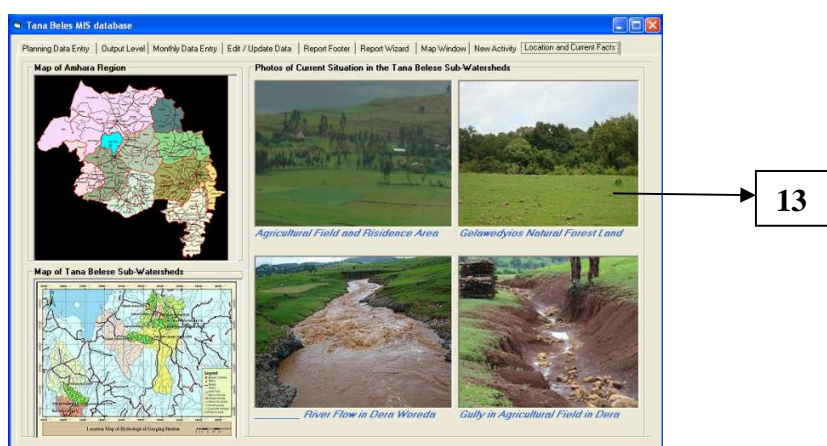 Tana Beles MIS database
Planning Data Entry Output Level Monthly Data Entry Edit / Update Data Report Footer Report Wizard Map Window New Activity Location and Current Facts
Map of Amhara Region
Photos of Current Situation in the Tana Belese Sub-Watersheds
Agricultural Field and Risidence Area
Gelawedyios Natural Forest Land
13
Map of Tana Belese Sub-Watersheds
Legend
Location Map of Hydrological Gauging Station
______ River Flow in Dera Woreda
Gully in Agricultural Field in Dera